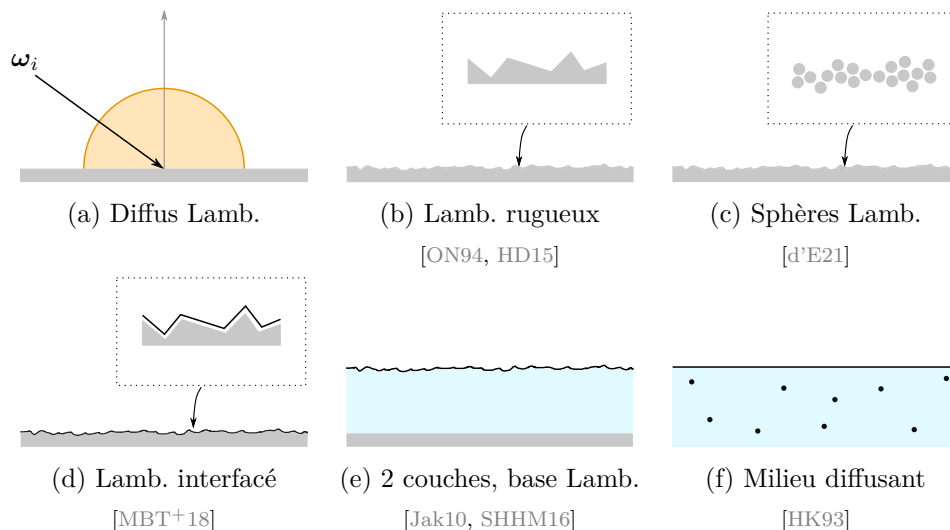 ωi
(a) Diffus Lamb.
(b) Lamb. rugueux
[ON94, HD15]
(c) Sphères Lamb.
[d'E21]
(d) Lamb. interfacé
[MBT+18]
(e) 2 couches, base Lamb.
[Jak10, SHHM16]
(f) Milieu diffusant
[HK93]